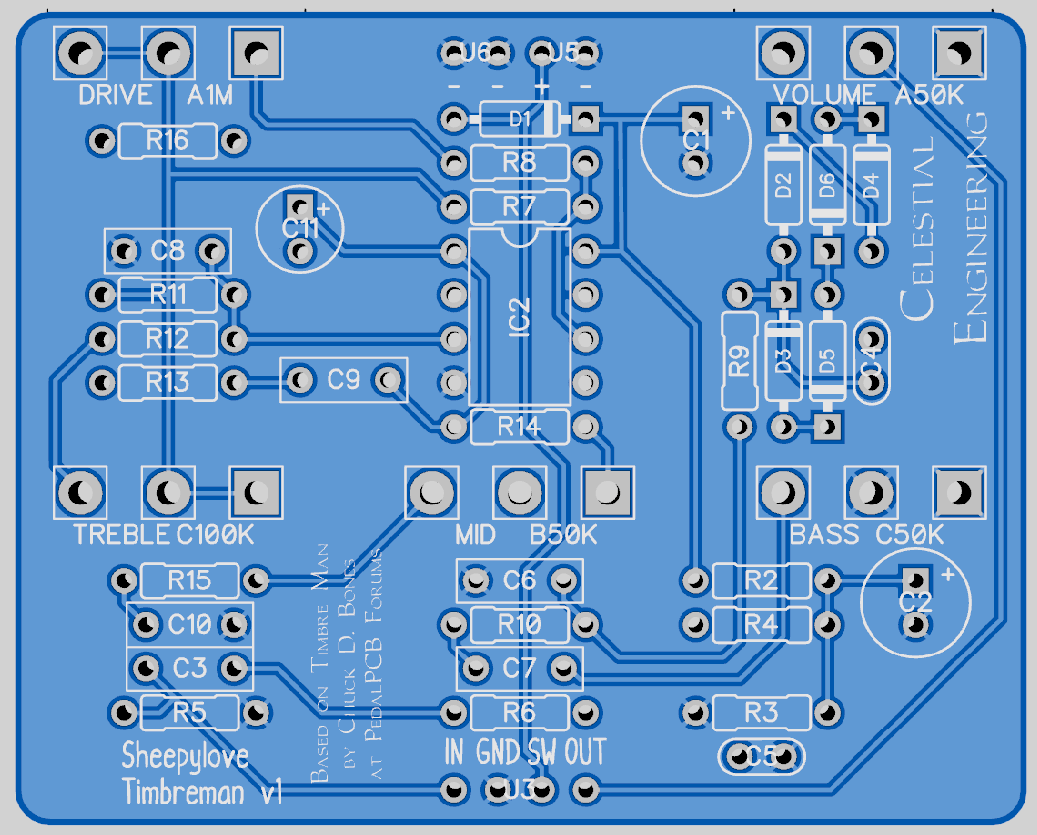 U6 U5
- - + -
DRIVE A1M
VOLUME A50K
D1
+
C1
R16
R8
D2
D6
D4
CELESTIAL
ENGINEERING
R7
+
C11
C8
R11
IC2
R12
R13
C9
R9
D3
D5
C4
R14
TREBLE C100K
MID B50K
BASS C50K
R15
C6
R2
+
C2
C10
R10
R4
C3
C7
R5
R6
R3
BASED ON TIMBRE MAN
BY CHUCK D. BONES
AT PEDALPCB FORUMS
Sheepylove
Timbreman v1
IN GND SW OUT
C5
U3